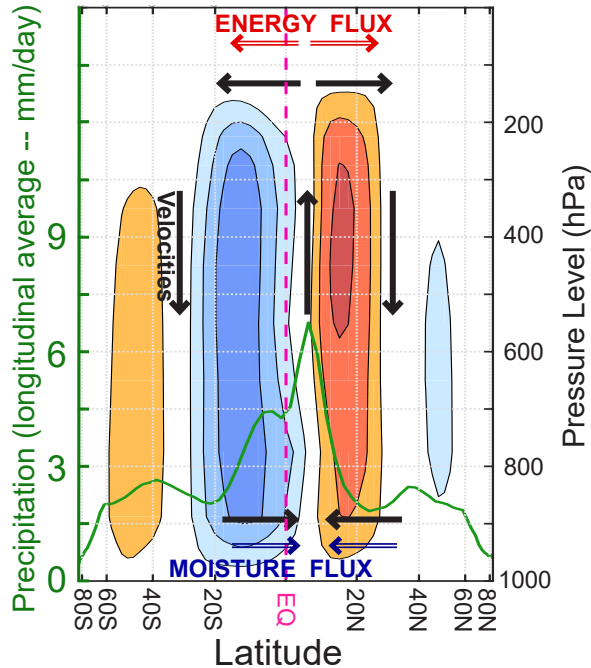 ENERGY FLUX
Precipitation (longitudinal average -- mm/day)
9
6
3
0
Velocities
200
400
600
800
1000
Pressure Level (hPa)
MOISTURE FLUX
80S
60S
40S
20S
EQ
20N
40N
60N
80N
Latitude